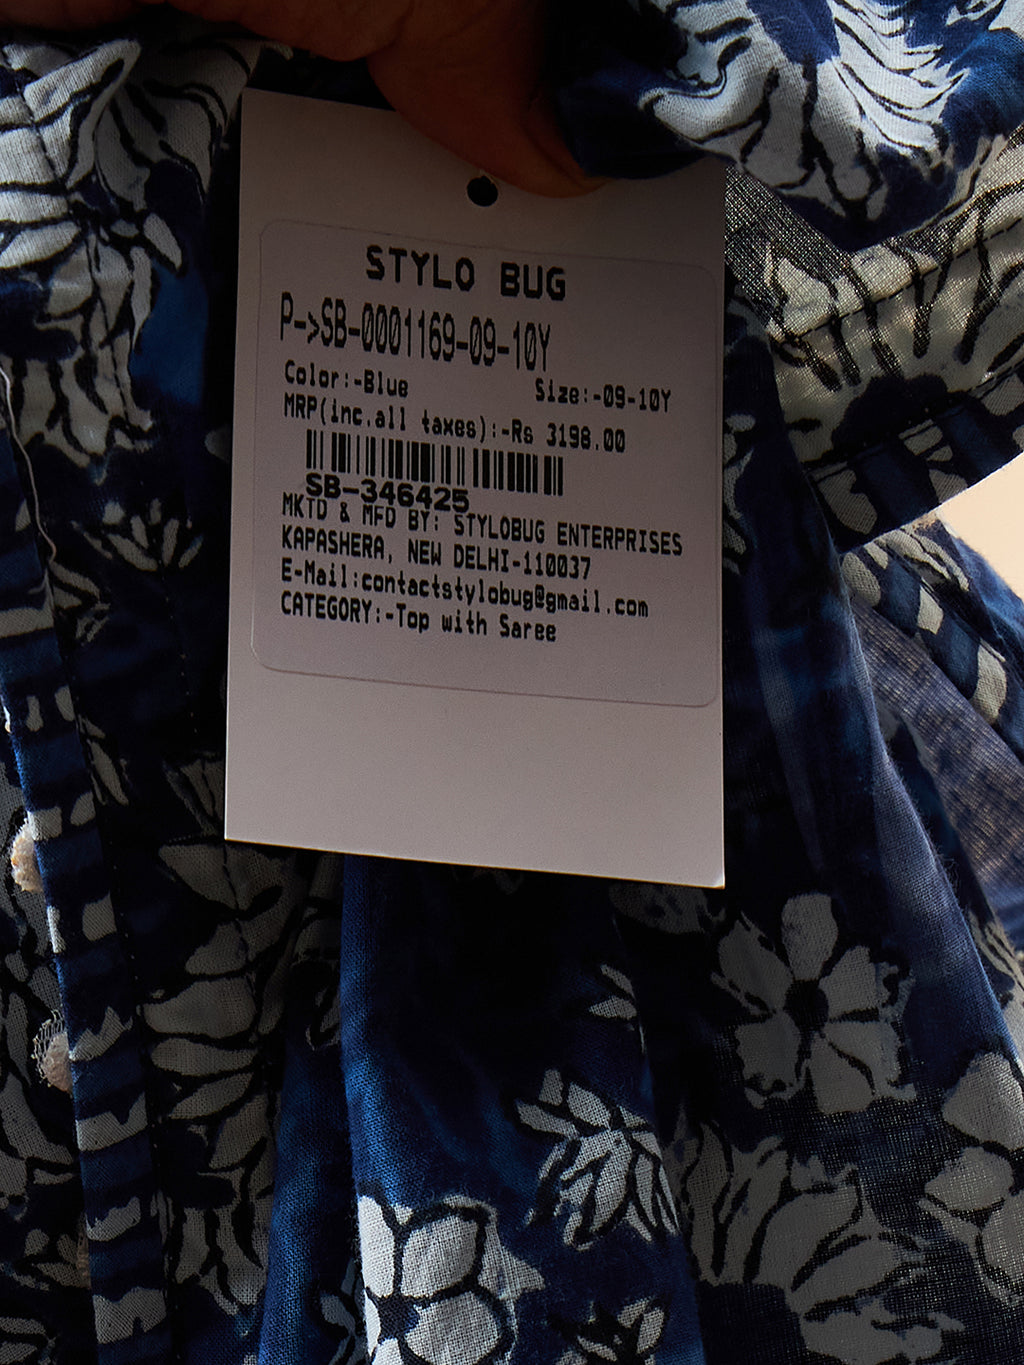 STYLO BUG
P->SB-0001169-09-10Y
Color:-Blue Size:-09-10Y
MRP(inc.all taxes):-Rs 3198.00
SB-346425
MKTD & MFD BY: STYLOBUG ENTERPRISES
KAPASHERA, NEW DELHI-110037
E-Mail:contactstylobug@gmail.com
CATEGORY:-Top with Saree